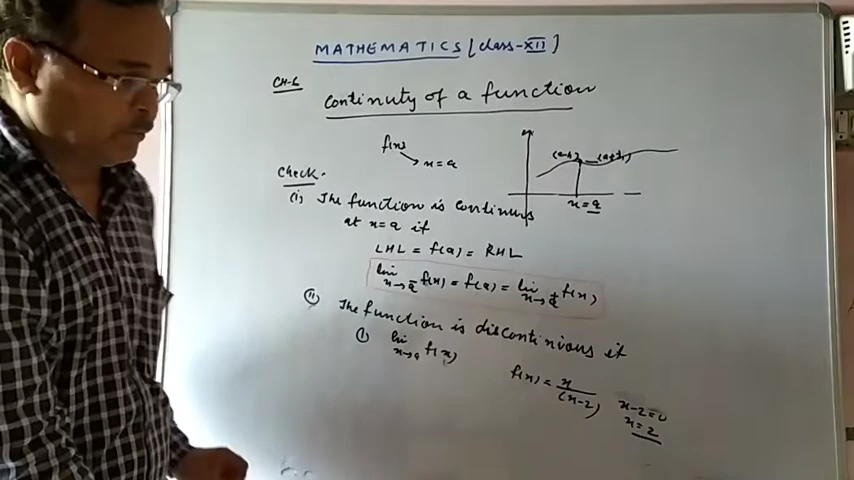 MATHEMATICS [class-XII]
CH-6
Continuty of a function
f(x)
x=a
(a-h) (a+h)
x=a
Check.
(i) The function is continuous
at x=a if
LHL = f(a) = RHL
lim x→a⁻ f(x) = f(a) = lim x→a⁺ f(x)
(ii) The function is discontinious if
(1) lim x→a f(x)
f(x) = x/(x-2)
x-2=0
x=2